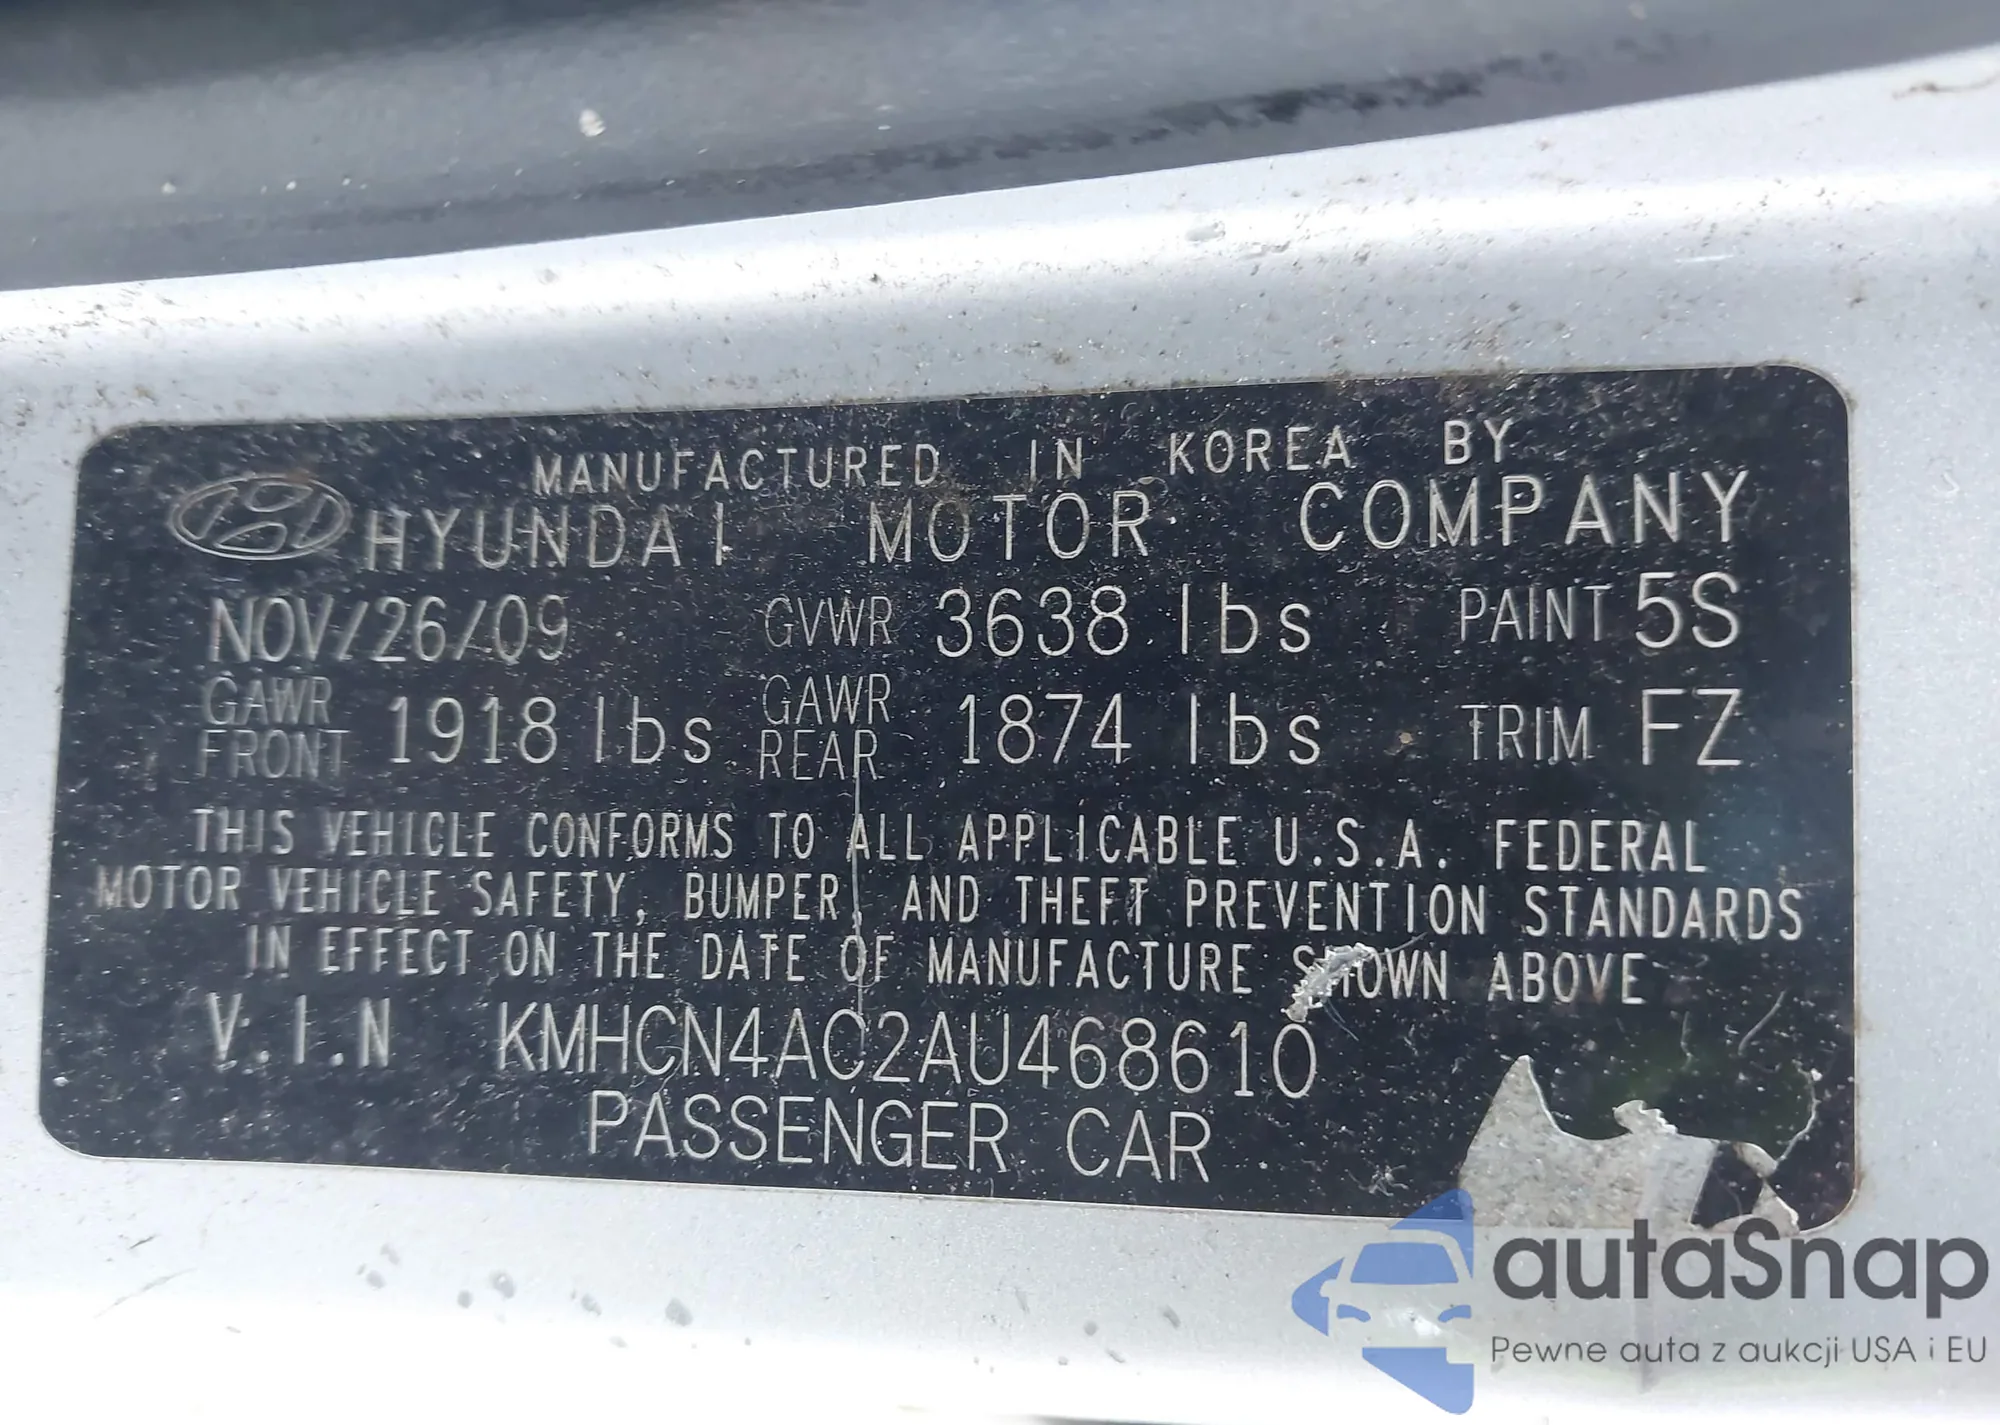 MANUFACTURED IN KOREA BY
HYUNDAI MOTOR COMPANY
NOV/26/09 GVWR 3638 lbs PAINT 5S
GAWR FRONT 1918 lbs GAWR REAR 1874 lbs TRIM FZ
THIS VEHICLE CONFORMS TO ALL APPLICABLE U.S.A. FEDERAL
MOTOR VEHICLE SAFETY, BUMPER, AND THEFT PREVENTION STANDARDS
IN EFFECT ON THE DATE OF MANUFACTURE SHOWN ABOVE
V.I.N KMHCN4AC2AU468610
PASSENGER CAR
autaSnap
Pewne auta z aukcji USA i EU